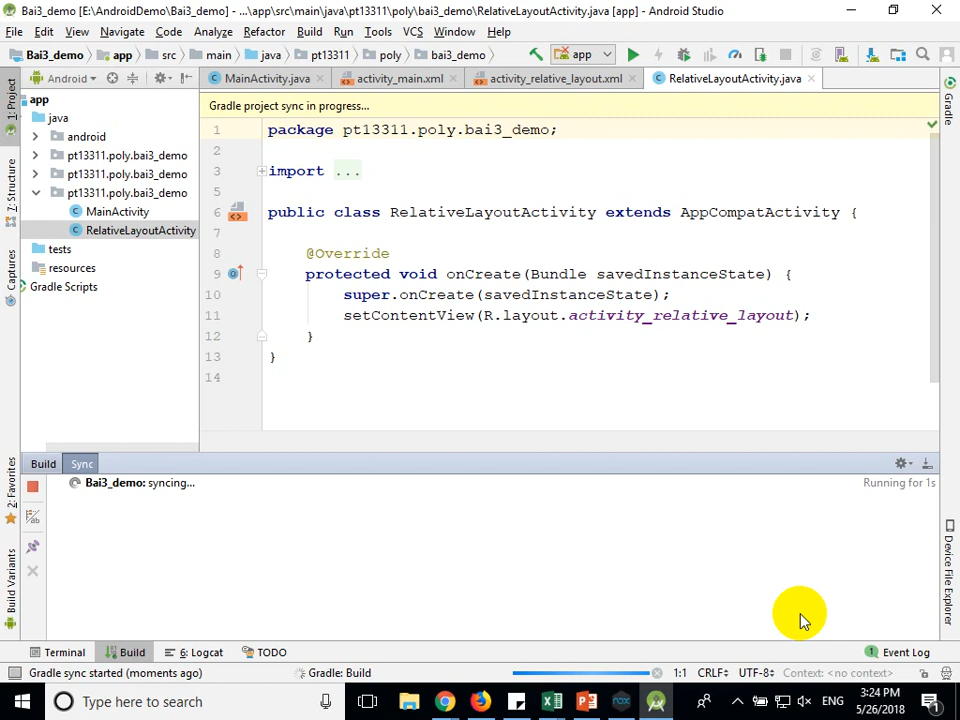 Bai3_demo [E:\AndroidDemo\Bai3_demo] - ...\app\src\main\java\pt13311\poly\bai3_demo\RelativeLayoutActivity.java [app] - Android Studio
File Edit View Navigate Code Analyze Refactor Build Run Tools VCS Window Help
Bai3_demo app src main java pt13311 poly bai3_demo app
Android MainActivity.java activity_main.xml activity_relative_layout.xml RelativeLayoutActivity.java
1: Project
Z: Structure
Captures
2: Favorites
Build Variants
Gradle
Device File Explorer
app
java
android
pt13311.poly.bai3_demo
pt13311.poly.bai3_demo
pt13311.poly.bai3_demo
MainActivity
RelativeLayoutActivity
tests
resources
Gradle Scripts
Gradle project sync in progress...
1 package pt13311.poly.bai3_demo;
2
3 import ...
5
6 public class RelativeLayoutActivity extends AppCompatActivity {
7
8 @Override
9 protected void onCreate(Bundle savedInstanceState) {
10 super.onCreate(savedInstanceState);
11 setContentView(R.layout.activity_relative_layout);
12 }
13 }
14
Build Sync
Bai3_demo: syncing... Running for 1s
Terminal Build 6: Logcat TODO 1 Event Log
Gradle sync started (moments ago) Gradle: Build 1:1 CRLF UTF-8 Context: <no context>
Type here to search ENG 3:24 PM
5/26/2018 1